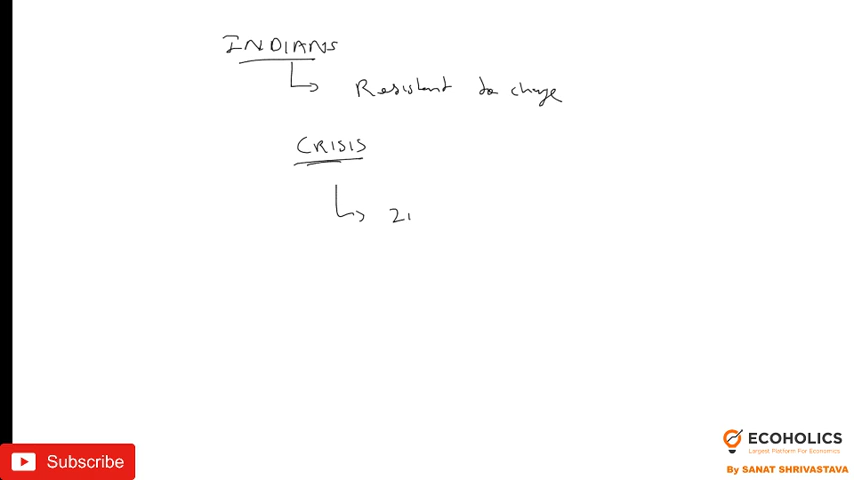 INDIANS
Resistant to change
CRISIS
21
Subscribe
ECOHOLICS
Largest Platform For Economics
By SANAT SHRIVASTAVA